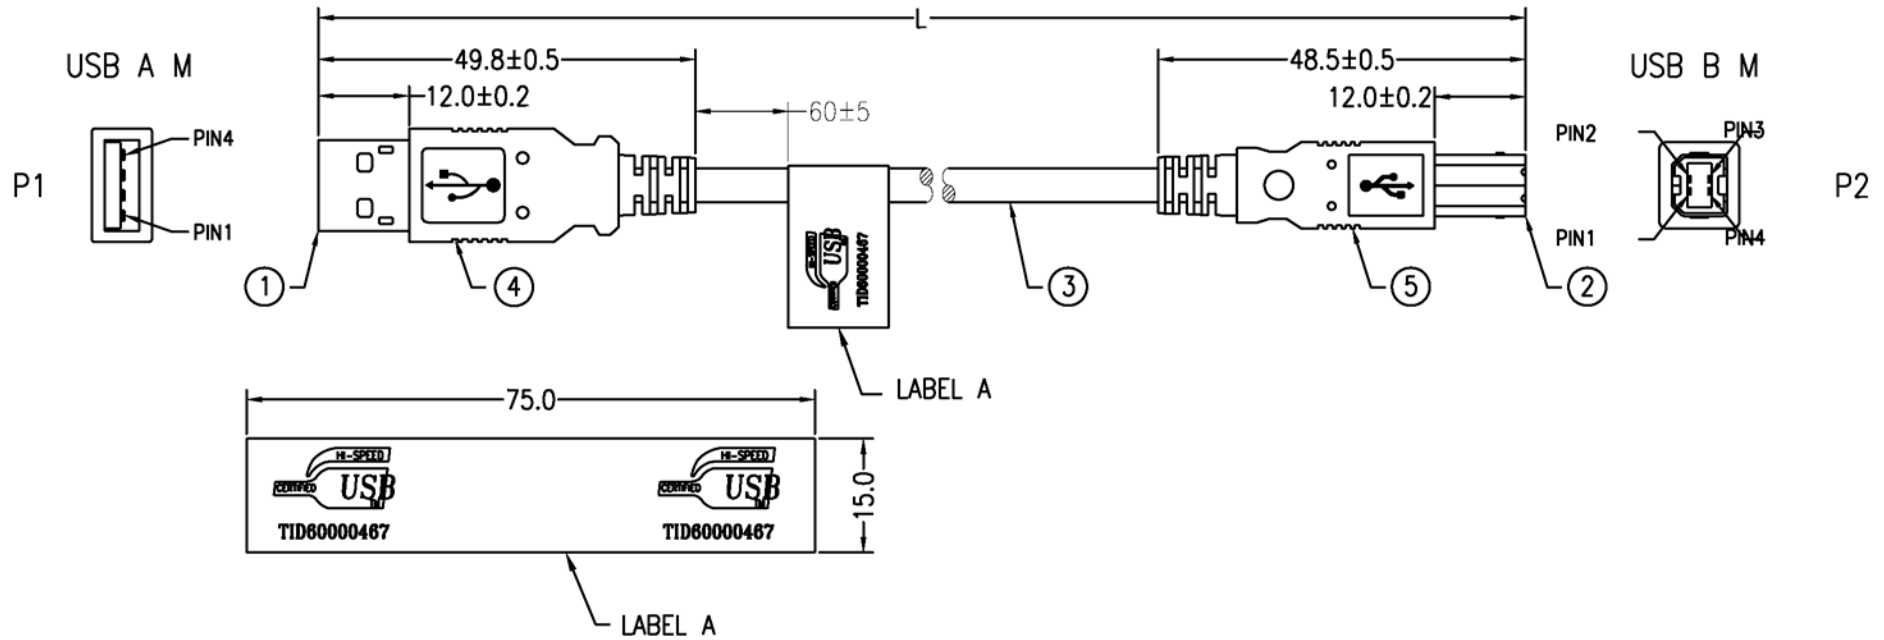 L
49.8±0.5
48.5±0.5
USB A M
USB B M
12.0±0.2
60±5
12.0±0.2
PIN4
PIN2
PIN3
P1
P2
PIN1
PIN1
PIN4
HI-SPEED
USB
TID60000467
1
4
3
5
2
LABEL A
75.0
HI-SPEED
CERTIFIED
USB
TM
TID60000467
HI-SPEED
CERTIFIED
USB
TM
TID60000467
15.0
LABEL A